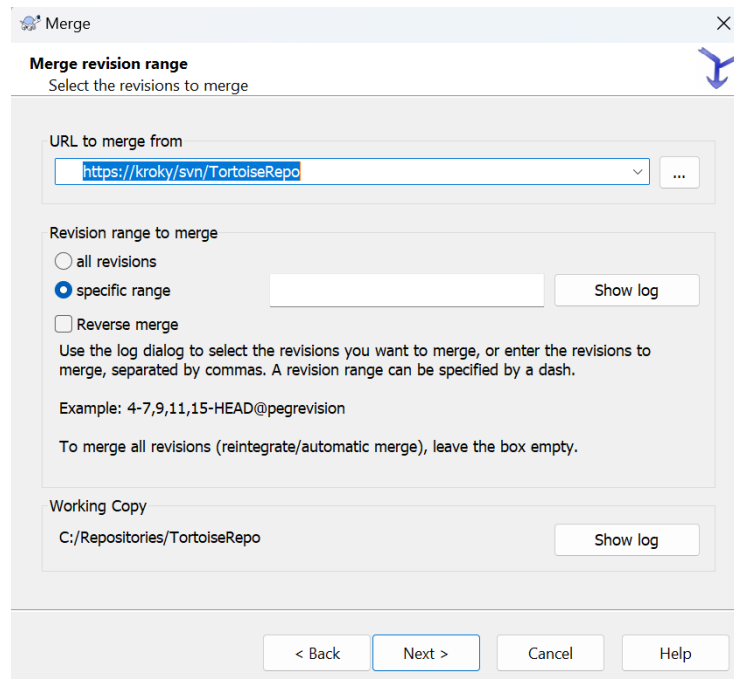 Merge
Merge revision range
Select the revisions to merge
URL to merge from
https://kroky/svn/TortoiseRepo
...
Revision range to merge
all revisions
specific range
Show log
Reverse merge
Use the log dialog to select the revisions you want to merge, or enter the revisions to
merge, separated by commas. A revision range can be specified by a dash.
Example: 4-7,9,11,15-HEAD@pegrevision
To merge all revisions (reintegrate/automatic merge), leave the box empty.
Working Copy
C:/Repositories/TortoiseRepo
Show log
< Back
Next >
Cancel
Help